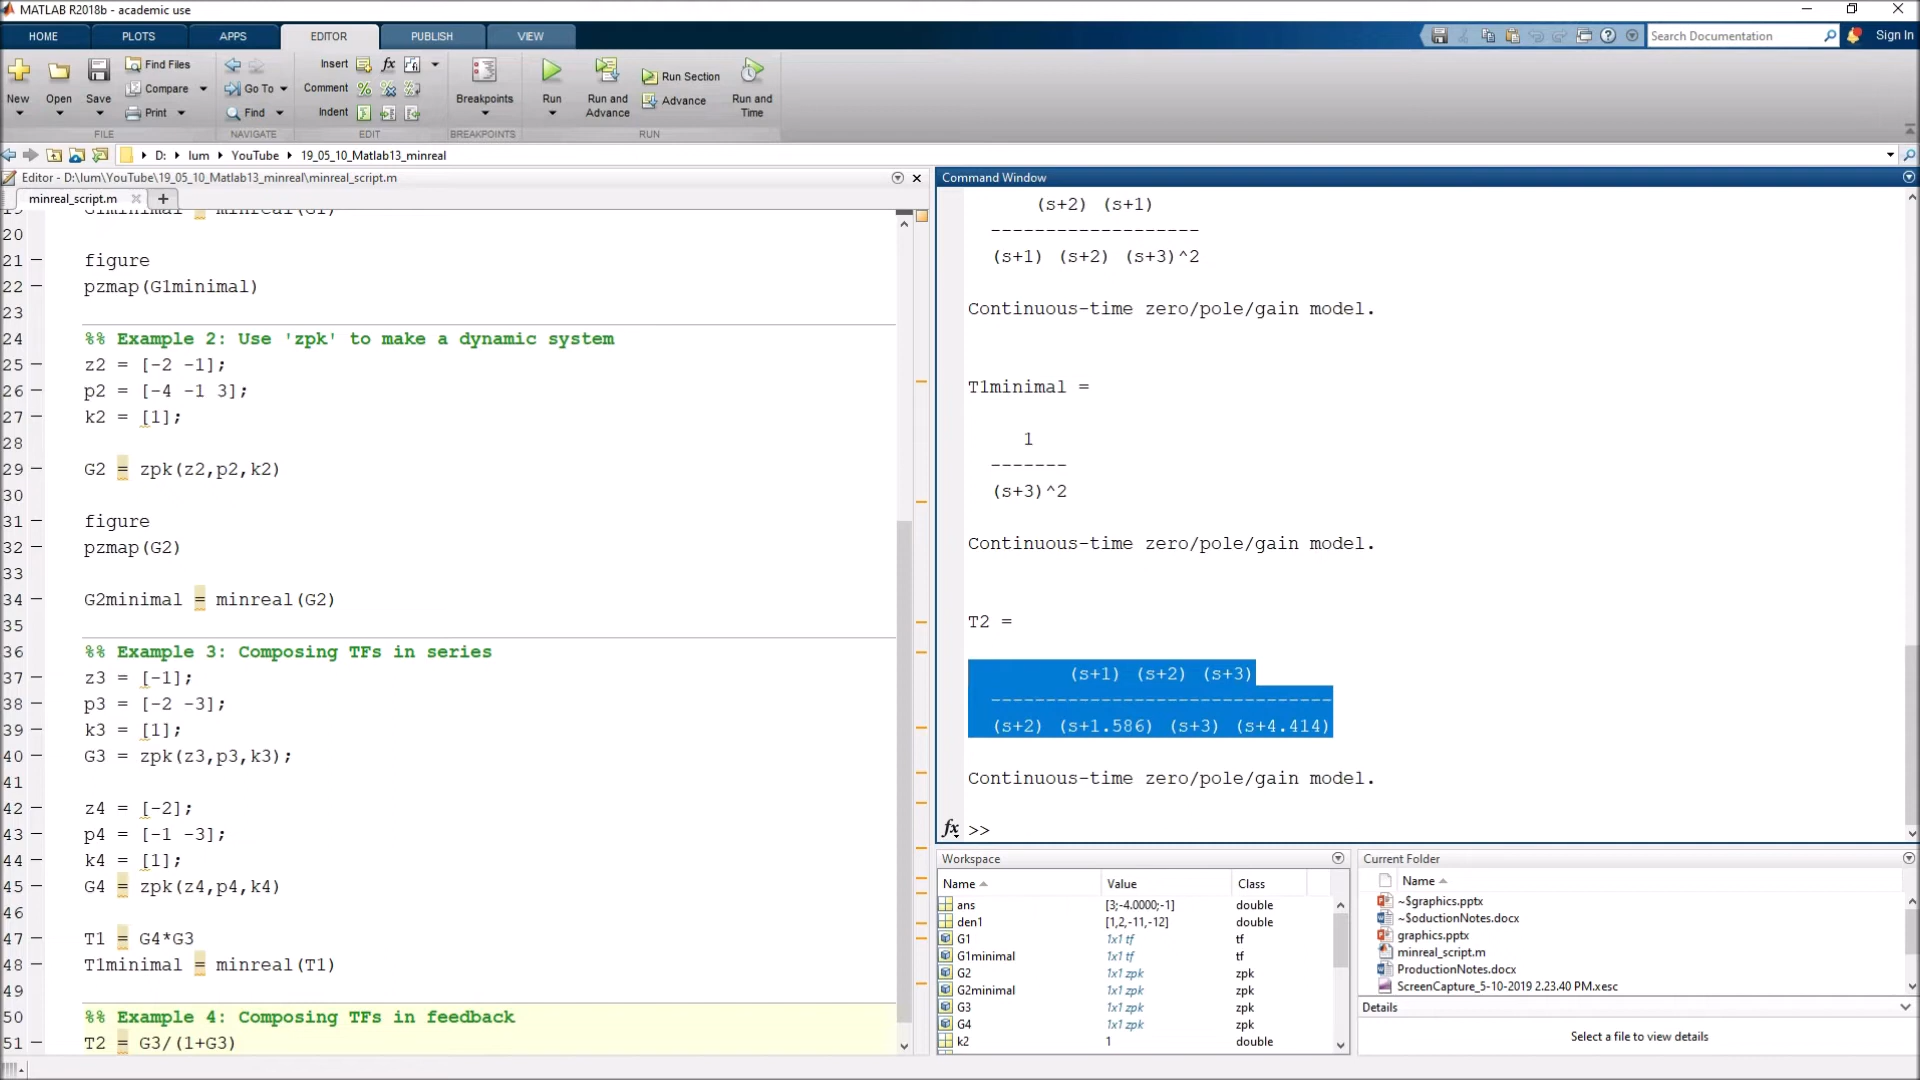 MATLAB R2018b - academic use
HOME PLOTS APPS EDITOR PUBLISH VIEW
Search Documentation
Sign In
New Open Save
Find Files
Compare
Print
FILE
Go To
Find
NAVIGATE
Insert
Comment
Indent
EDIT
Breakpoints
BREAKPOINTS
Run
Run and Advance
Run Section
Advance
Run and Time
RUN
D: lum YouTube 19_05_10_Matlab13_minreal
Editor - D:\lum\YouTube\19_05_10_Matlab13_minreal\minreal_script.m
minreal_script.m
19 G1minimal = minreal(G1)
20
21 figure
22 pzmap(G1minimal)
23
24 %% Example 2: Use 'zpk' to make a dynamic system
25 z2 = [-2 -1];
26 p2 = [-4 -1 3];
27 k2 = [1];
28
29 G2 = zpk(z2,p2,k2)
30
31 figure
32 pzmap(G2)
33
34 G2minimal = minreal(G2)
35
36 %% Example 3: Composing TFs in series
37 z3 = [-1];
38 p3 = [-2 -3];
39 k3 = [1];
40 G3 = zpk(z3,p3,k3);
41
42 z4 = [-2];
43 p4 = [-1 -3];
44 k4 = [1];
45 G4 = zpk(z4,p4,k4)
46
47 T1 = G4*G3
48 T1minimal = minreal(T1)
49
50 %% Example 4: Composing TFs in feedback
51 T2 = G3/(1+G3)
Command Window
(s+2) (s+1)
-------------------
(s+1) (s+2) (s+3)^2
Continuous-time zero/pole/gain model.
T1minimal =
1
-------
(s+3)^2
Continuous-time zero/pole/gain model.
T2 =
(s+1) (s+2) (s+3)
-------------------------------
(s+2) (s+1.586) (s+3) (s+4.414)
Continuous-time zero/pole/gain model.
fx >>
Workspace
Name Value Class
ans [3;-4.0000;-1] double
den1 [1,2,-11,-12] double
G1 1x1 tf tf
G1minimal 1x1 tf tf
G2 1x1 zpk zpk
G2minimal 1x1 zpk zpk
G3 1x1 zpk zpk
G4 1x1 zpk zpk
k2 1 double
Current Folder
Name
~$graphics.pptx
~$oductionNotes.docx
graphics.pptx
minreal_script.m
ProductionNotes.docx
ScreenCapture_5-10-2019 2.23.40 PM.xesc
Details
Select a file to view details